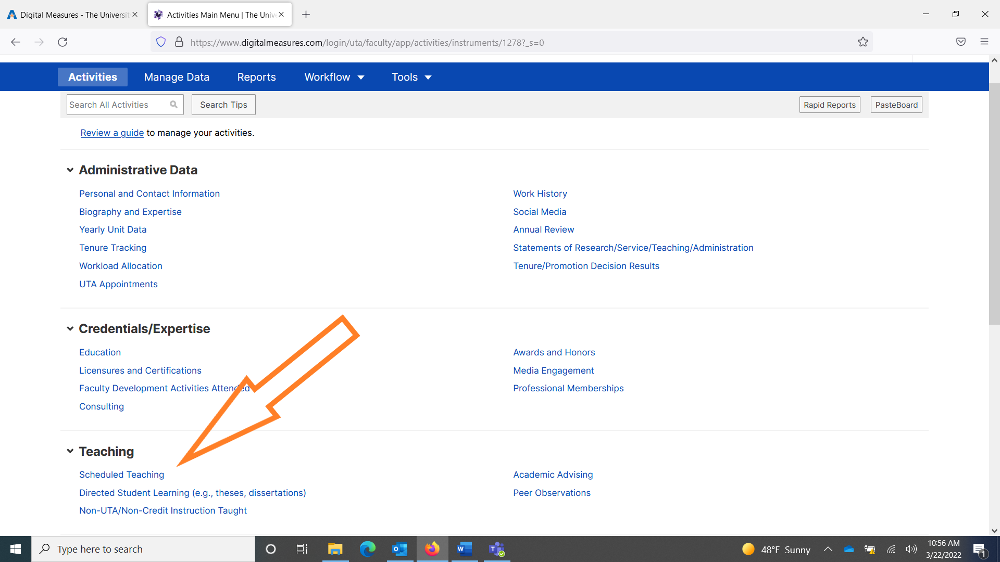 Digital Measures - The Universit
Activities Main Menu | The Unive
https://www.digitalmeasures.com/login/uta/faculty/app/activities/instruments/1278?_s=0
Activities Manage Data Reports Workflow Tools
Search All Activities Search Tips Rapid Reports PasteBoard
Review a guide to manage your activities.
Administrative Data
Personal and Contact Information
Work History
Biography and Expertise
Social Media
Yearly Unit Data
Annual Review
Tenure Tracking
Statements of Research/Service/Teaching/Administration
Workload Allocation
Tenure/Promotion Decision Results
UTA Appointments
Credentials/Expertise
Education
Awards and Honors
Licensures and Certifications
Media Engagement
Faculty Development Activities Attended
Professional Memberships
Consulting
Teaching
Scheduled Teaching
Academic Advising
Directed Student Learning (e.g., theses, dissertations)
Peer Observations
Non-UTA/Non-Credit Instruction Taught
Type here to search
48°F Sunny
10:56 AM
3/22/2022
1